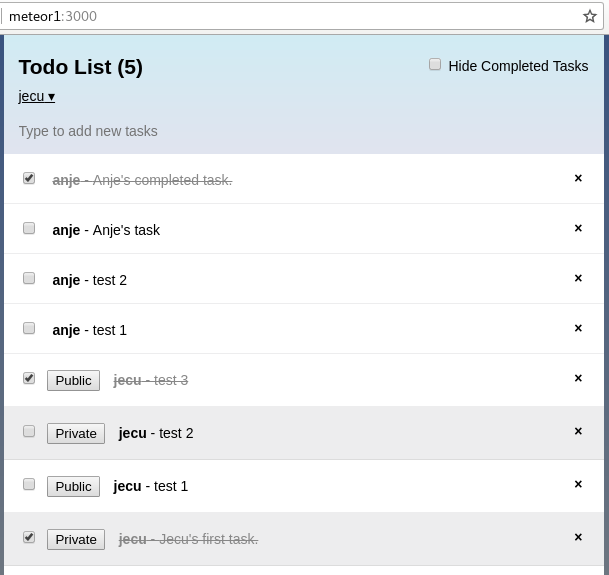 meteor1:3000
Todo List (5)
Hide Completed Tasks
jecu ▾
Type to add new tasks
anje - Anje's completed task. ×
anje - Anje's task ×
anje - test 2 ×
anje - test 1 ×
Public jecu - test 3 ×
Private jecu - test 2 ×
Public jecu - test 1 ×
Private jecu - Jecu's first task. ×